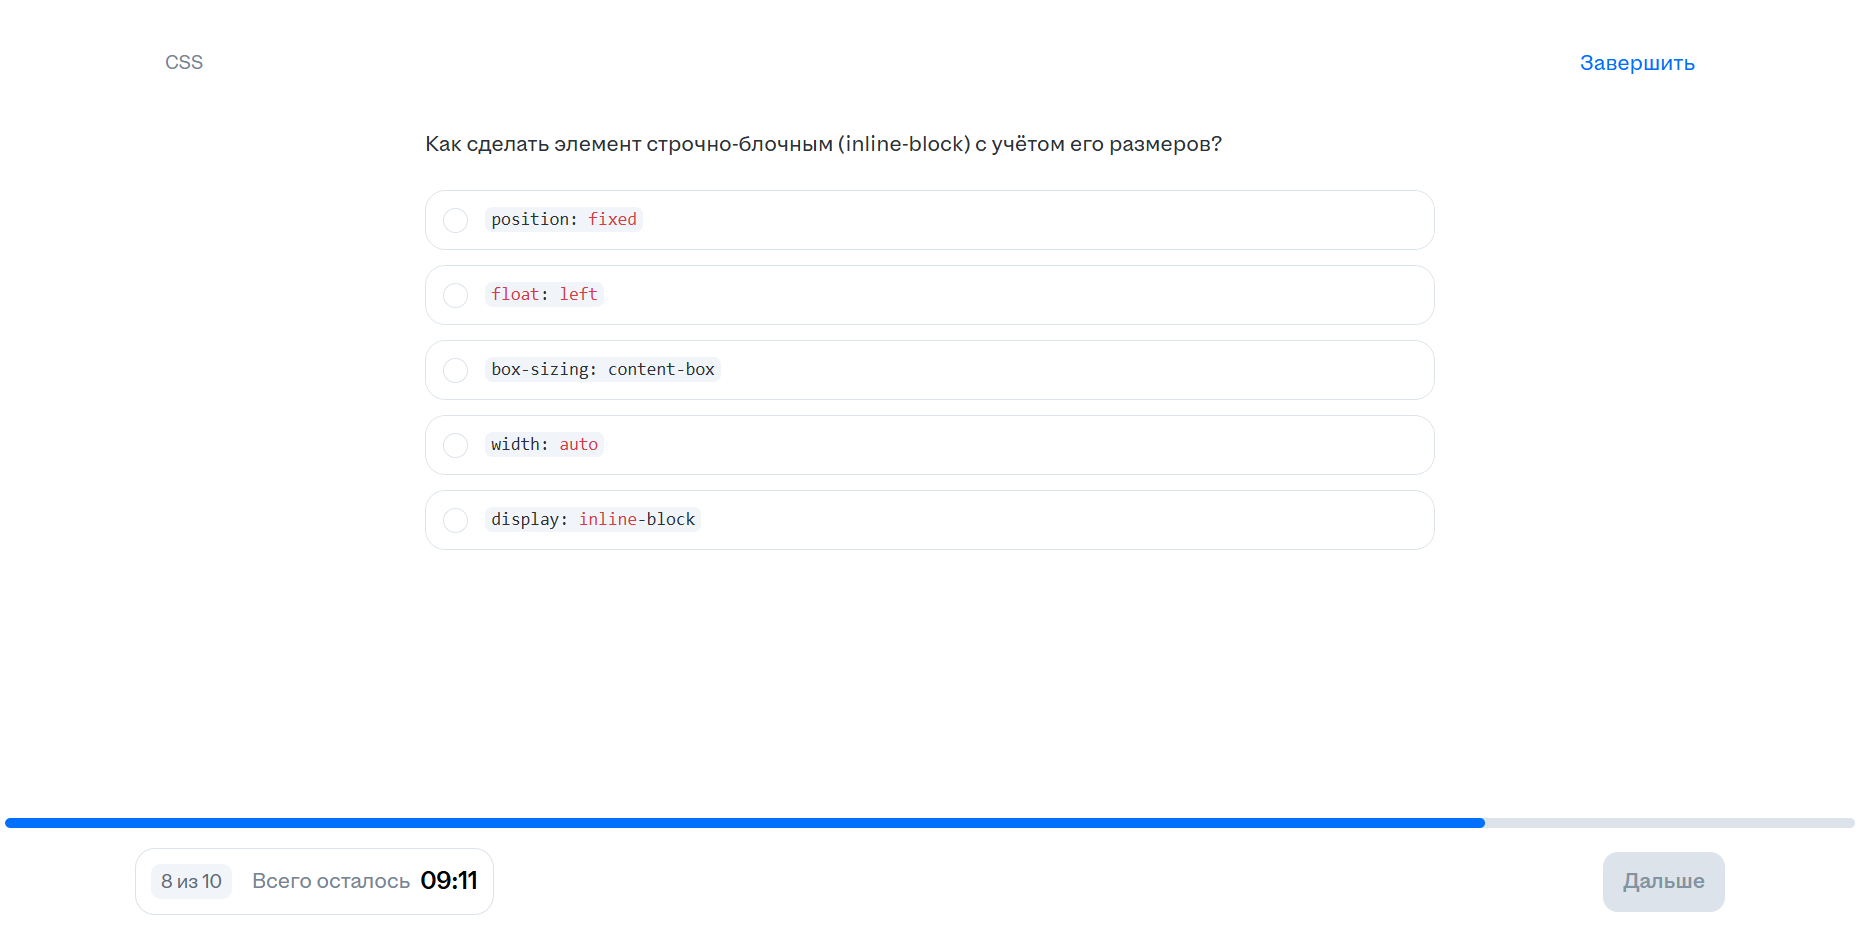 CSS
Завершить
Как сделать элемент строчно-блочным (inline-block) с учётом его размеров?
position: fixed
float: left
box-sizing: content-box
width: auto
display: inline-block
8 из 10
Всего осталось 09:11
Дальше